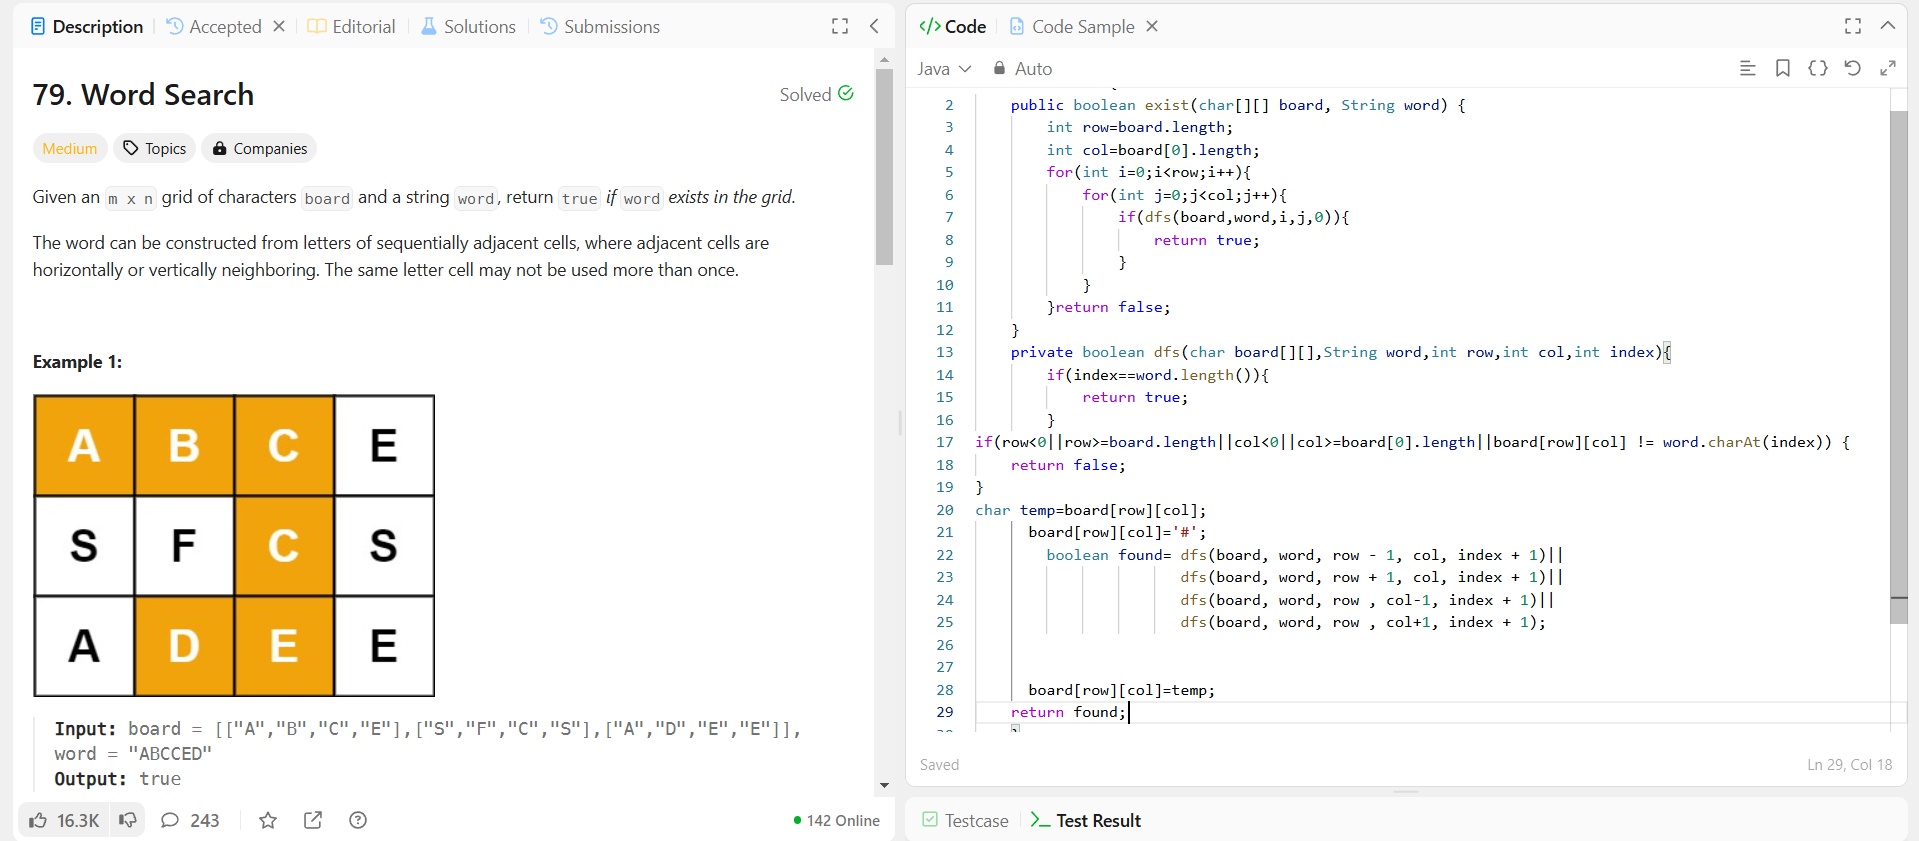 Description
Accepted
Editorial
Solutions
Submissions
79. Word Search
Solved
Medium
Topics
Companies
Given an m x n grid of characters board and a string word, return true if word exists in the grid.
The word can be constructed from letters of sequentially adjacent cells, where adjacent cells are
horizontally or vertically neighboring. The same letter cell may not be used more than once.
Example 1:
A B C E
S F C S
A D E E
Input: board = [["A","B","C","E"],["S","F","C","S"],["A","D","E","E"]],
word = "ABCCED"
Output: true
16.3K
243
142 Online
</> Code
Code Sample
Java
Auto
2 public boolean exist(char[][] board, String word) {
3 int row=board.length;
4 int col=board[0].length;
5 for(int i=0;i<row;i++){
6 for(int j=0;j<col;j++){
7 if(dfs(board,word,i,j,0)){
8 return true;
9 }
10 }
11 }return false;
12 }
13 private boolean dfs(char board[][],String word,int row,int col,int index){
14 if(index==word.length()){
15 return true;
16 }
17 if(row<0||row>=board.length||col<0||col>=board[0].length||board[row][col] != word.charAt(index)) {
18 return false;
19 }
20 char temp=board[row][col];
21 board[row][col]='#';
22 boolean found= dfs(board, word, row - 1, col, index + 1)||
23 dfs(board, word, row + 1, col, index + 1)||
24 dfs(board, word, row , col-1, index + 1)||
25 dfs(board, word, row , col+1, index + 1);
26
27
28 board[row][col]=temp;
29 return found;
Saved
Ln 29, Col 18
Testcase
Test Result